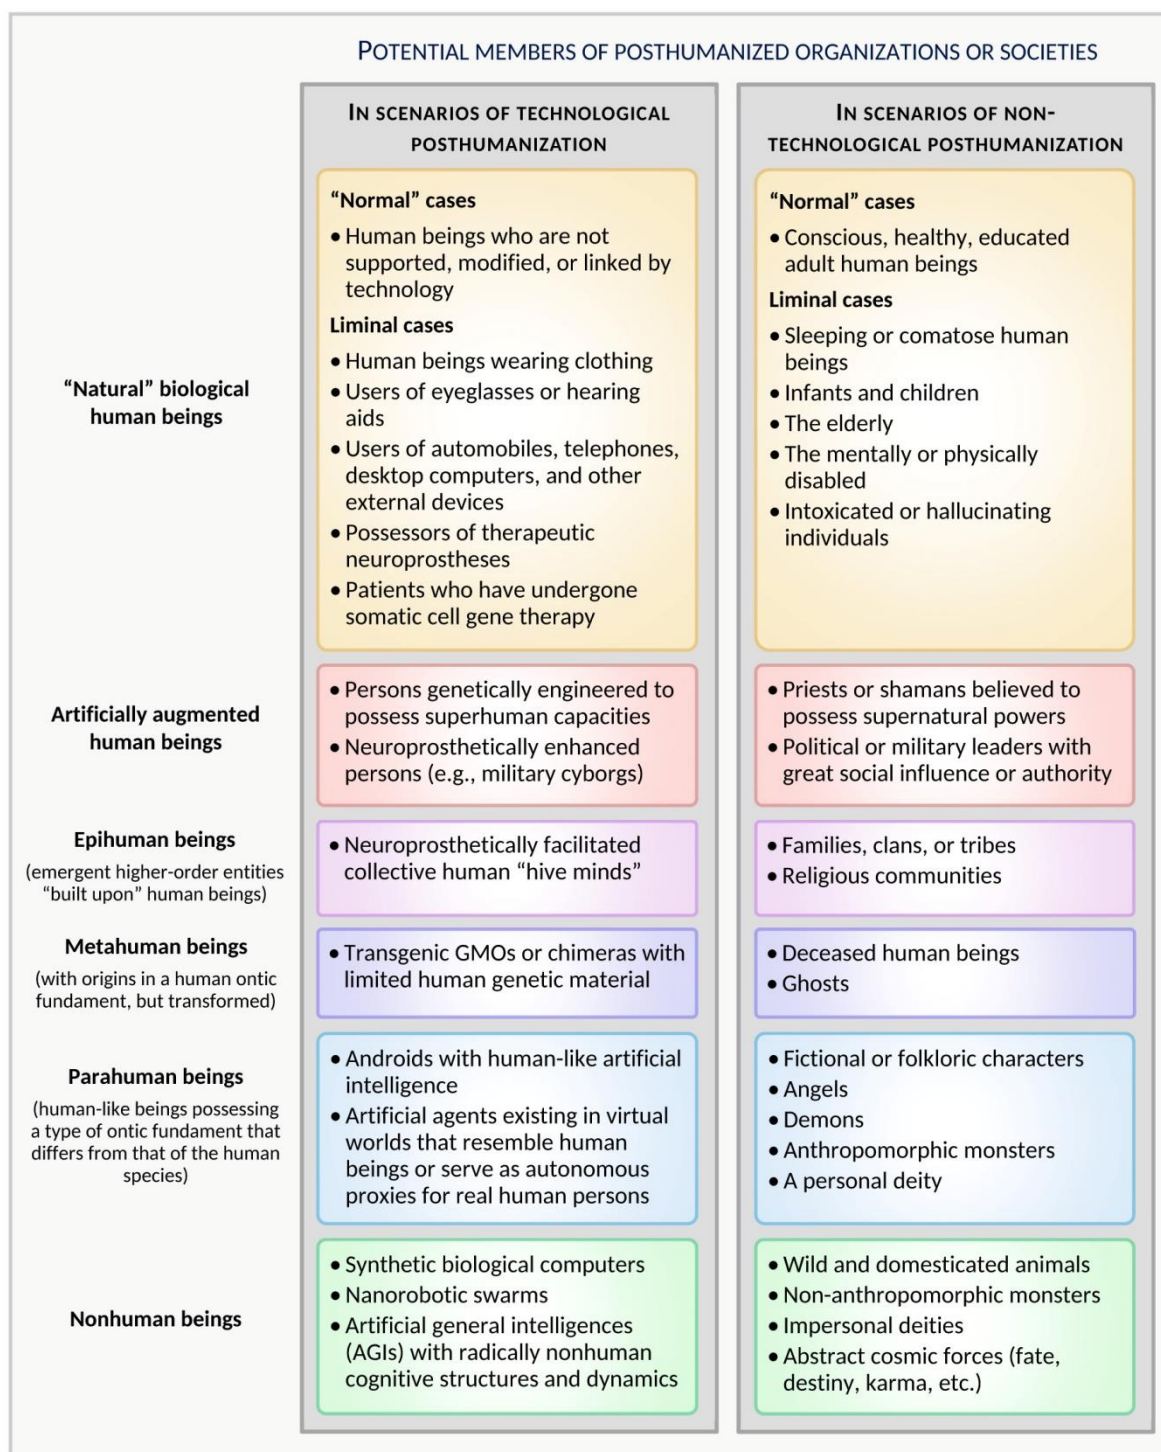 POTENTIAL MEMBERS OF POSTHUMANIZED ORGANIZATIONS OR SOCIETIES
IN SCENARIOS OF TECHNOLOGICAL
POSTHUMANIZATION
IN SCENARIOS OF NON-
TECHNOLOGICAL POSTHUMANIZATION
“Natural” biological
human beings
“Normal” cases
• Human beings who are not
supported, modified, or linked by
technology
Liminal cases
• Human beings wearing clothing
• Users of eyeglasses or hearing
aids
• Users of automobiles, telephones,
desktop computers, and other
external devices
• Possessors of therapeutic
neuroprostheses
• Patients who have undergone
somatic cell gene therapy
“Normal” cases
• Conscious, healthy, educated
adult human beings
Liminal cases
• Sleeping or comatose human
beings
• Infants and children
• The elderly
• The mentally or physically
disabled
• Intoxicated or hallucinating
individuals
Artificially augmented
human beings
• Persons genetically engineered to
possess superhuman capacities
• Neuroprosthetically enhanced
persons (e.g., military cyborgs)
• Priests or shamans believed to
possess supernatural powers
• Political or military leaders with
great social influence or authority
Epihuman beings
(emergent higher-order entities
“built upon” human beings)
• Neuroprosthetically facilitated
collective human “hive minds”
• Families, clans, or tribes
• Religious communities
Metahuman beings
(with origins in a human ontic
fundament, but transformed)
• Transgenic GMOs or chimeras with
limited human genetic material
• Deceased human beings
• Ghosts
Parahuman beings
(human-like beings possessing
a type of ontic fundament that
differs from that of the human
species)
• Androids with human-like artificial
intelligence
• Artificial agents existing in virtual
worlds that resemble human
beings or serve as autonomous
proxies for real human persons
• Fictional or folkloric characters
• Angels
• Demons
• Anthropomorphic monsters
• A personal deity
Nonhuman beings
• Synthetic biological computers
• Nanorobotic swarms
• Artificial general intelligences
(AGIs) with radically nonhuman
cognitive structures and dynamics
• Wild and domesticated animals
• Non-anthropomorphic monsters
• Impersonal deities
• Abstract cosmic forces (fate,
destiny, karma, etc.)